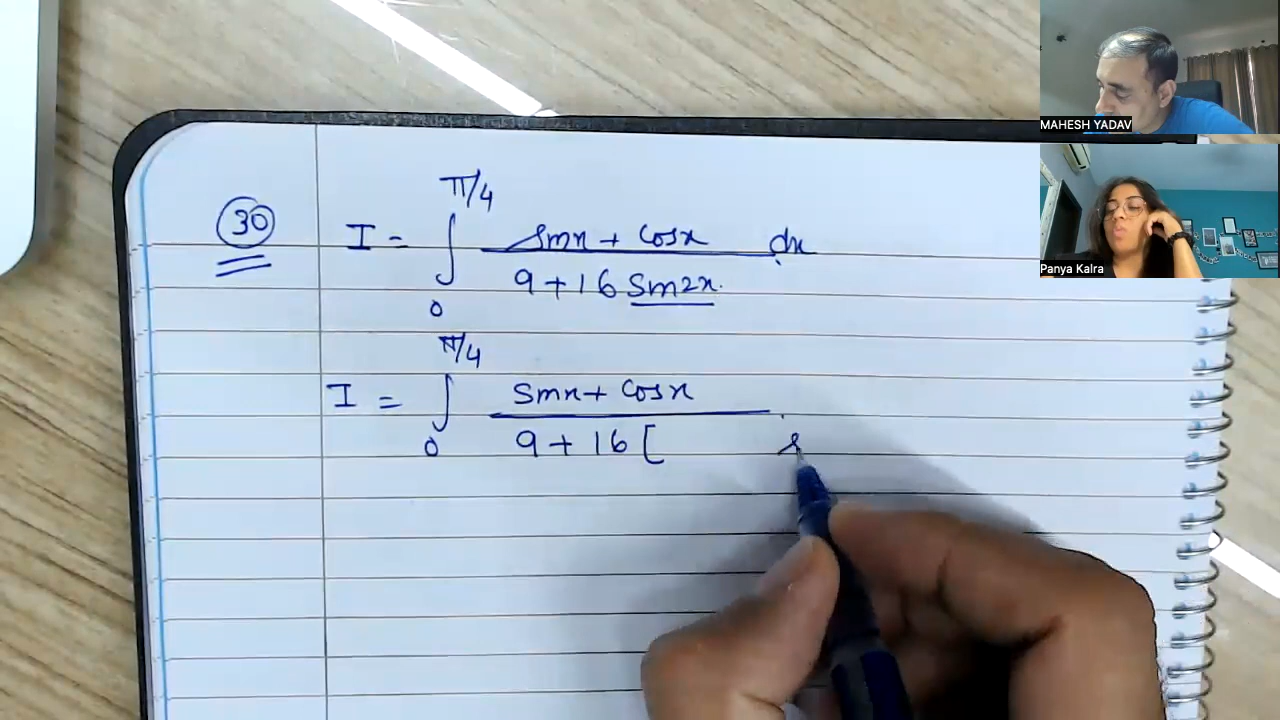 MAHESH YADAV
Panya Kalra
30
I = ∫₀^π/4 sinx + cosx / 9 + 16 sin2x dx
I = ∫₀^π/4 sinx + cosx / 9 + 16 [ s